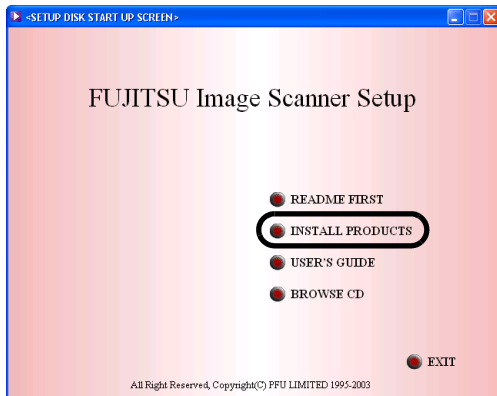 <SETUP DISK START UP SCREEN>
FUJITSU Image Scanner Setup
README FIRST
INSTALL PRODUCTS
USER'S GUIDE
BROWSE CD
EXIT
All Right Reserved, Copyright(C) PFU LIMITED 1995-2003